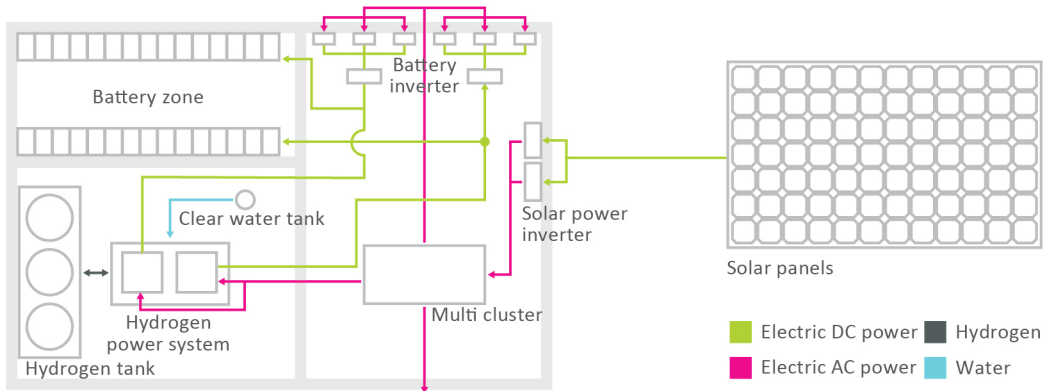 Battery zone
Battery
inverter
Clear water tank
Solar power
inverter
Solar panels
Multi cluster
Hydrogen
power system
Hydrogen tank
Electric DC power
Hydrogen
Electric AC power
Water